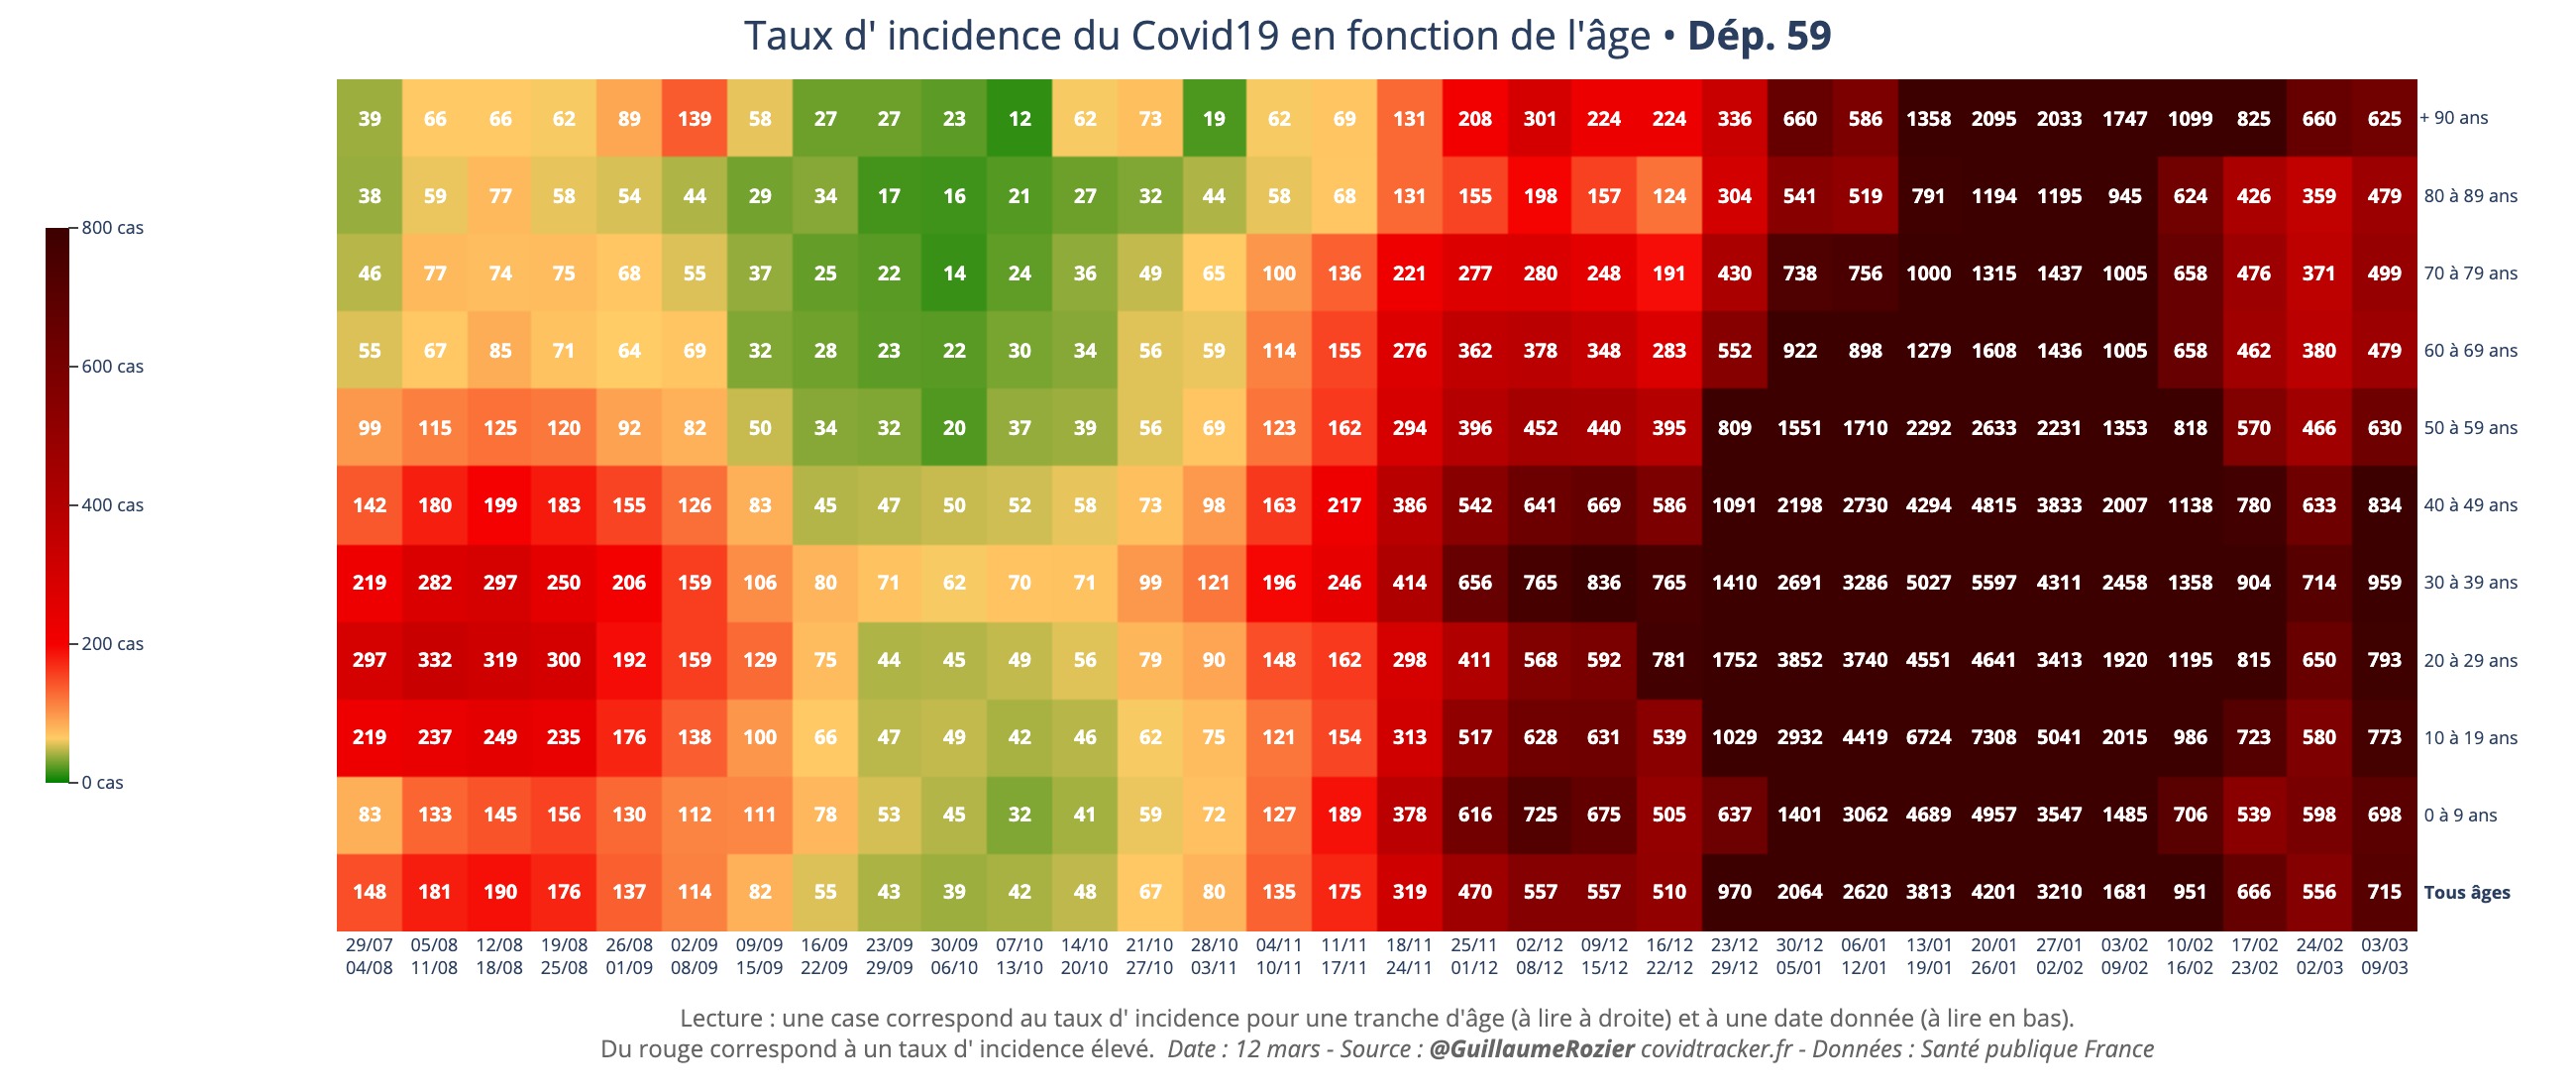 Taux d' incidence du Covid19 en fonction de l'âge • Dép. 59
39 66 66 62 89 139 58 27 27 23 12 62 73 19 62 69 131 208 301 224 224 336 660 586 1358 2095 2033 1747 1099 825 660 625 + 90 ans
38 59 77 58 54 44 29 34 17 16 21 27 32 44 58 68 131 155 198 157 124 304 541 519 791 1194 1195 945 624 426 359 479 80 à 89 ans
800 cas
46 77 74 75 68 55 37 25 22 14 24 36 49 65 100 136 221 277 280 248 191 430 738 756 1000 1315 1437 1005 658 476 371 499 70 à 79 ans
55 67 85 71 64 69 32 28 23 22 30 34 56 59 114 155 276 362 378 348 283 552 922 898 1279 1608 1436 1005 658 462 380 479 60 à 69 ans
600 cas
99 115 125 120 92 82 50 34 32 20 37 39 56 69 123 162 294 396 452 440 395 809 1551 1710 2292 2633 2231 1353 818 570 466 630 50 à 59 ans
400 cas
142 180 199 183 155 126 83 45 47 50 52 58 73 98 163 217 386 542 641 669 586 1091 2198 2730 4294 4815 3833 2007 1138 780 633 834 40 à 49 ans
219 282 297 250 206 159 106 80 71 62 70 71 99 121 196 246 414 656 765 836 765 1410 2691 3286 5027 5597 4311 2458 1358 904 714 959 30 à 39 ans
200 cas
297 332 319 300 192 159 129 75 44 45 49 56 79 90 148 162 298 411 568 592 781 1752 3852 3740 4551 4641 3413 1920 1195 815 650 793 20 à 29 ans
219 237 249 235 176 138 100 66 47 49 42 46 62 75 121 154 313 517 628 631 539 1029 2932 4419 6724 7308 5041 2015 986 723 580 773 10 à 19 ans
0 cas
83 133 145 156 130 112 111 78 53 45 32 41 59 72 127 189 378 616 725 675 505 637 1401 3062 4689 4957 3547 1485 706 539 598 698 0 à 9 ans
148 181 190 176 137 114 82 55 43 39 42 48 67 80 135 175 319 470 557 557 510 970 2064 2620 3813 4201 3210 1681 951 666 556 715 Tous âges
29/07 05/08 12/08 19/08 26/08 02/09 09/09 16/09 23/09 30/09 07/10 14/10 21/10 28/10 04/11 11/11 18/11 25/11 02/12 09/12 16/12 23/12 30/12 06/01 13/01 20/01 27/01 03/02 10/02 17/02 24/02 03/03
04/08 11/08 18/08 25/08 01/09 08/09 15/09 22/09 29/09 06/10 13/10 20/10 27/10 03/11 10/11 17/11 24/11 01/12 08/12 15/12 22/12 29/12 05/01 12/01 19/01 26/01 02/02 09/02 16/02 23/02 02/03 09/03
Lecture : une case correspond au taux d' incidence pour une tranche d'âge (à lire à droite) et à une date donnée (à lire en bas).
Du rouge correspond à un taux d' incidence élevé. Date : 12 mars - Source : @GuillaumeRozier covidtracker.fr - Données : Santé publique France